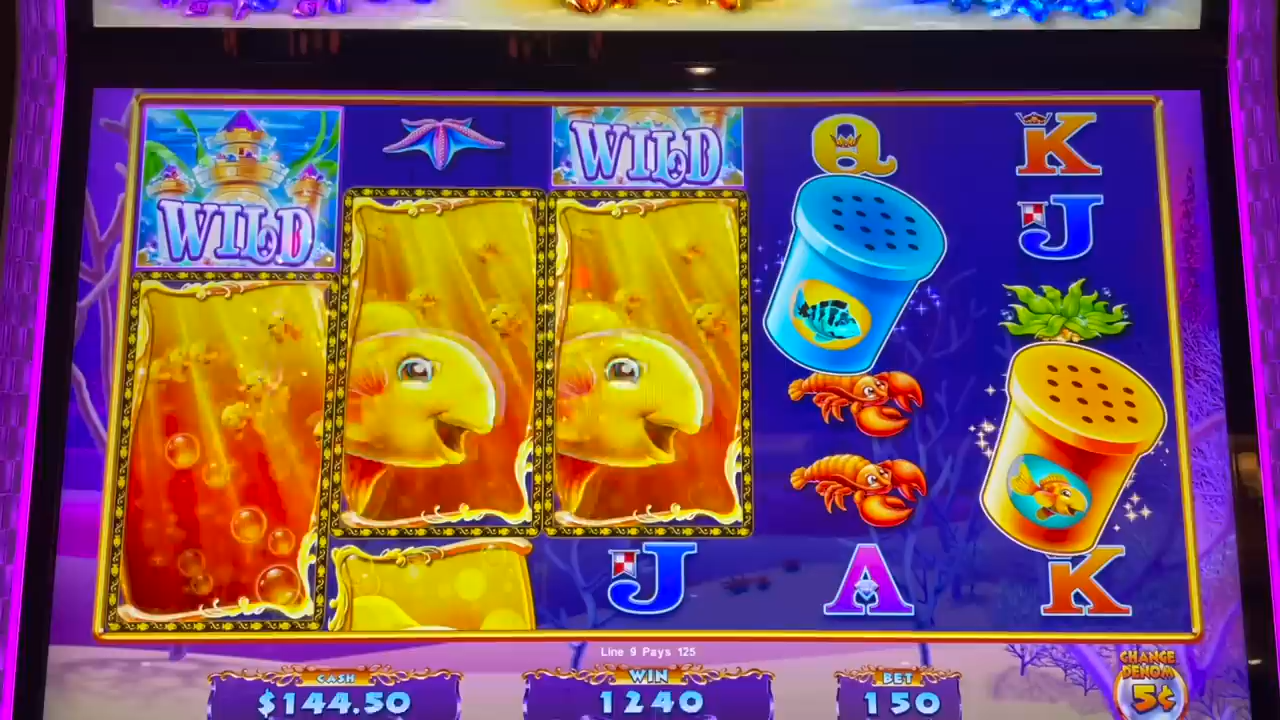 WILD
WILD
Q
K
J
J
A
K
Line 9 Pays 125
CASH
$144.50
WIN
1240
BET
150
CHANGE
DENOM
5¢